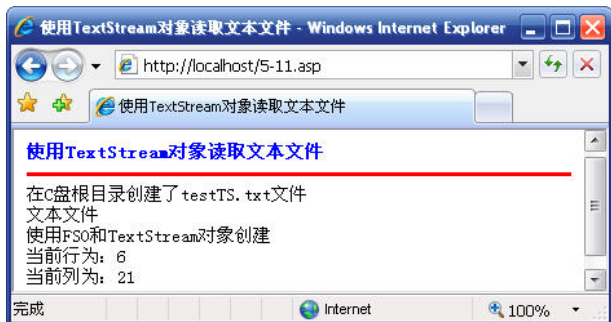 使用TextStream对象读取文本文件 - Windows Internet Explorer
http://localhost/5-11.asp
使用TextStream对象读取文本文件
使用TextStream对象读取文本文件
在C盘根目录创建了testTS.txt文件
文本文件
使用FSO和TextStream对象创建
当前行为: 6
当前列为: 21
完成 Internet 100%